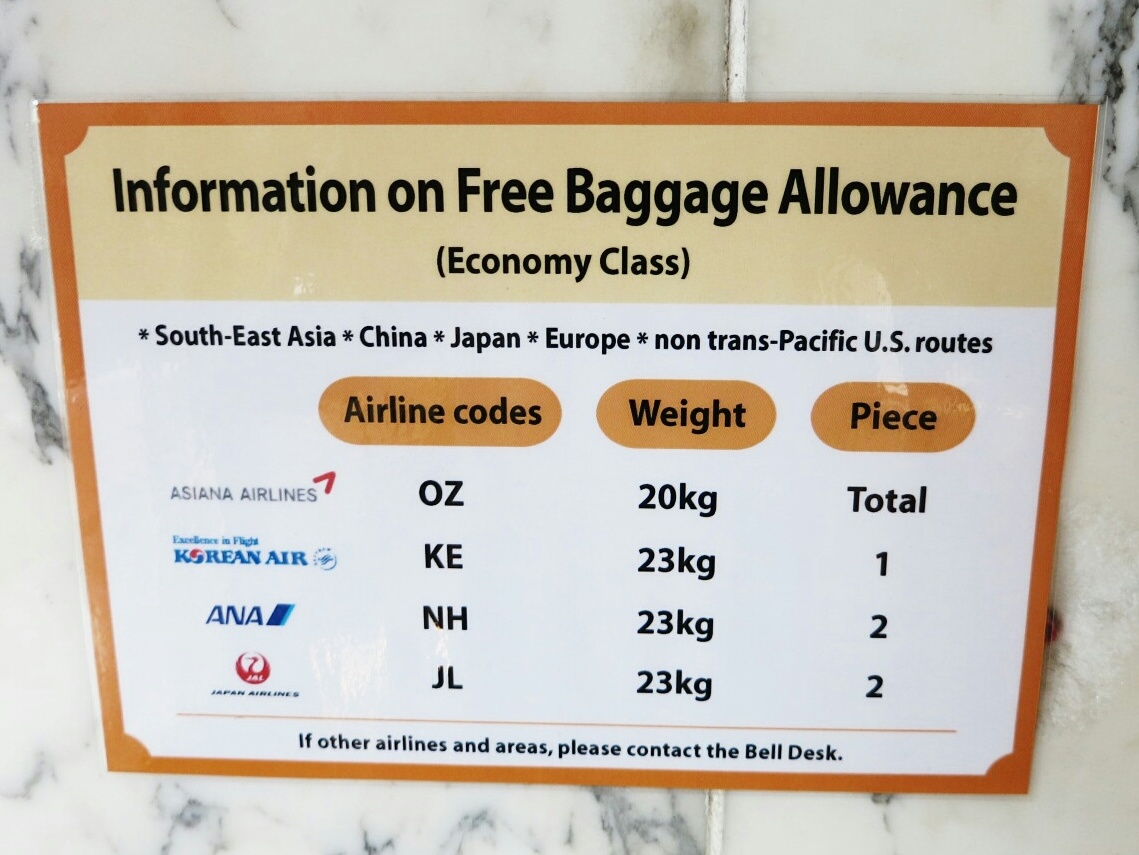 Information on Free Baggage Allowance
(Economy Class)
* South-East Asia * China * Japan * Europe * non trans-Pacific U.S. routes
Airline codes Weight Piece
ASIANA AIRLINES OZ 20kg Total
Excellence in Flight
KOREAN AIR KE 23kg 1
ANA NH 23kg 2
JAL
JAPAN AIRLINES JL 23kg 2
If other airlines and areas, please contact the Bell Desk.